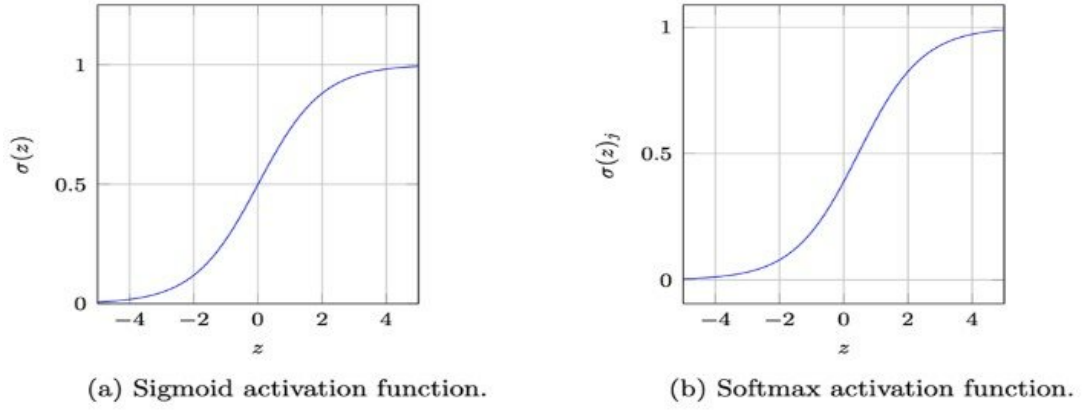 1
0.5
0
σ(z)
−4 −2 0 2 4
z
(a) Sigmoid activation function.
1
0.5
0
σ(z)j
−4 −2 0 2 4
z
(b) Softmax activation function.